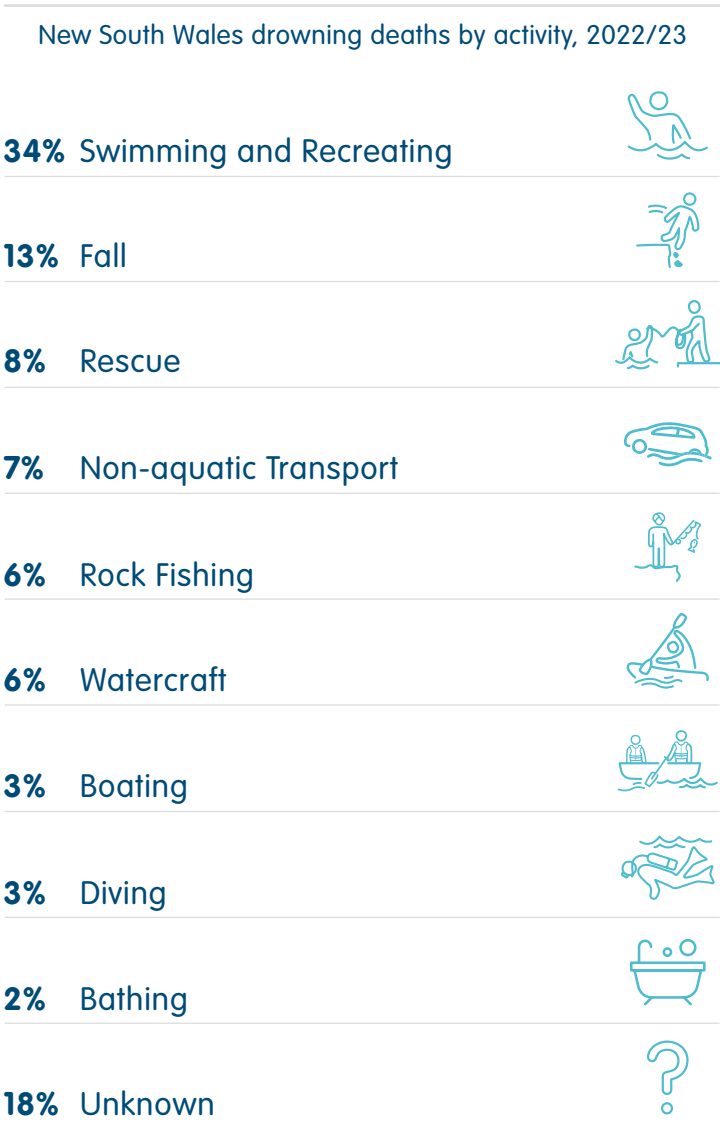 New South Wales drowning deaths by activity, 2022/23
34% Swimming and Recreating
13% Fall
8% Rescue
7% Non-aquatic Transport
6% Rock Fishing
6% Watercraft
3% Boating
3% Diving
2% Bathing
18% Unknown